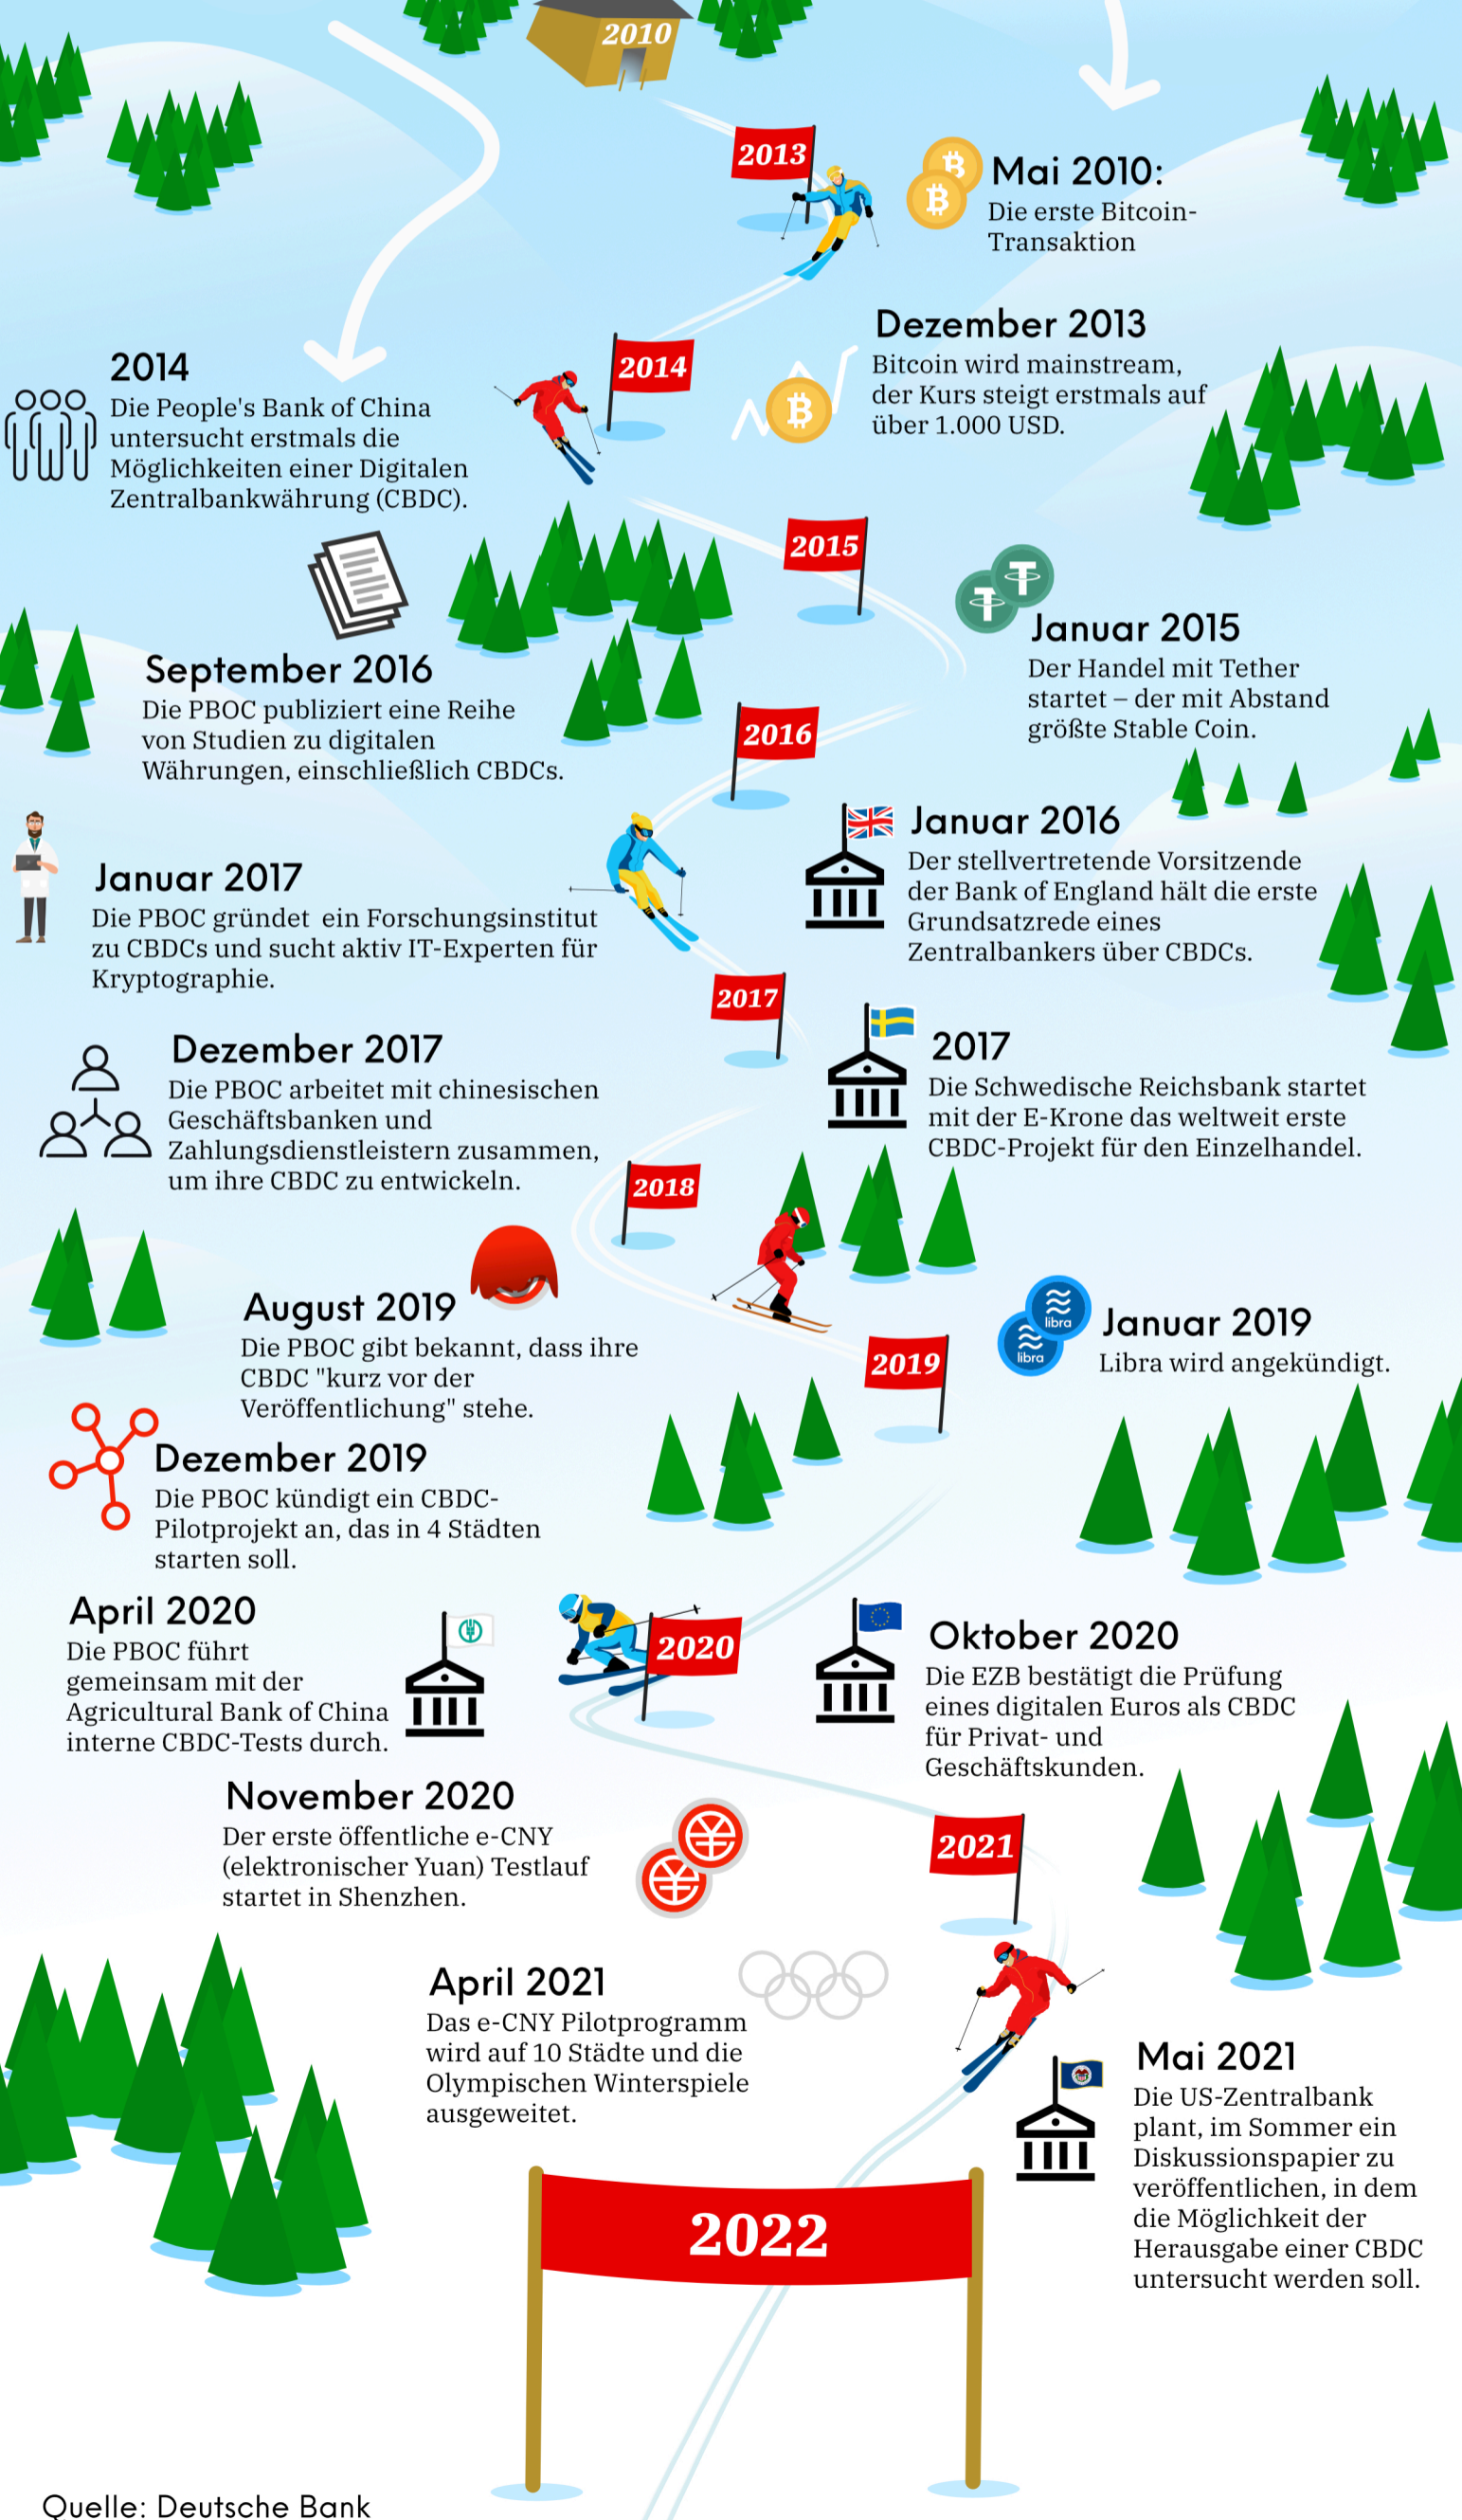 2010
2013
Mai 2010:
Die erste Bitcoin-
Transaktion
Dezember 2013
Bitcoin wird mainstream,
der Kurs steigt erstmals auf
über 1.000 USD.
2014
2014
Die People's Bank of China
untersucht erstmals die
Möglichkeiten einer Digitalen
Zentralbankwährung (CBDC).
2015
Januar 2015
Der Handel mit Tether
startet – der mit Abstand
größte Stable Coin.
September 2016
Die PBOC publiziert eine Reihe
von Studien zu digitalen
Währungen, einschließlich CBDCs.
2016
Januar 2016
Der stellvertretende Vorsitzende
der Bank of England hält die erste
Grundsatzrede eines
Zentralbankers über CBDCs.
Januar 2017
Die PBOC gründet ein Forschungsinstitut
zu CBDCs und sucht aktiv IT-Experten für
Kryptographie.
2017
2017
Die Schwedische Reichsbank startet
mit der E-Krone das weltweit erste
CBDC-Projekt für den Einzelhandel.
Dezember 2017
Die PBOC arbeitet mit chinesischen
Geschäftsbanken und
Zahlungsdienstleistern zusammen,
um ihre CBDC zu entwickeln.
2018
August 2019
Die PBOC gibt bekannt, dass ihre
CBDC "kurz vor der
Veröffentlichung" stehe.
2019
libra
libra
Januar 2019
Libra wird angekündigt.
Dezember 2019
Die PBOC kündigt ein CBDC-
Pilotprojekt an, das in 4 Städten
starten soll.
April 2020
Die PBOC führt
gemeinsam mit der
Agricultural Bank of China
interne CBDC-Tests durch.
2020
Oktober 2020
Die EZB bestätigt die Prüfung
eines digitalen Euros als CBDC
für Privat- und
Geschäftskunden.
November 2020
Der erste öffentliche e-CNY
(elektronischer Yuan) Testlauf
startet in Shenzhen.
2021
April 2021
Das e-CNY Pilotprogramm
wird auf 10 Städte und die
Olympischen Winterspiele
ausgeweitet.
Mai 2021
Die US-Zentralbank
plant, im Sommer ein
Diskussionspapier zu
veröffentlichen, in dem
die Möglichkeit der
Herausgabe einer CBDC
untersucht werden soll.
2022
Quelle: Deutsche Bank